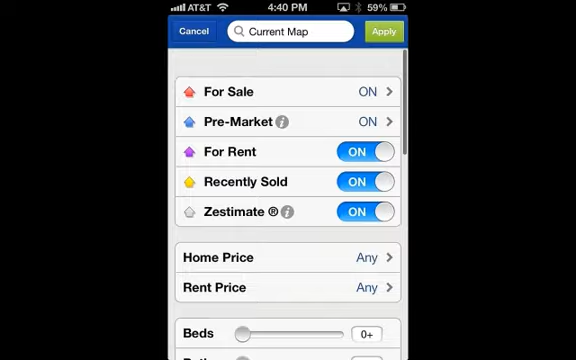 AT&T 4:40 PM 59%
Cancel Current Map Apply
For Sale ON
Pre-Market i ON
For Rent ON
Recently Sold ON
Zestimate ® i ON
Home Price Any
Rent Price Any
Beds 0+